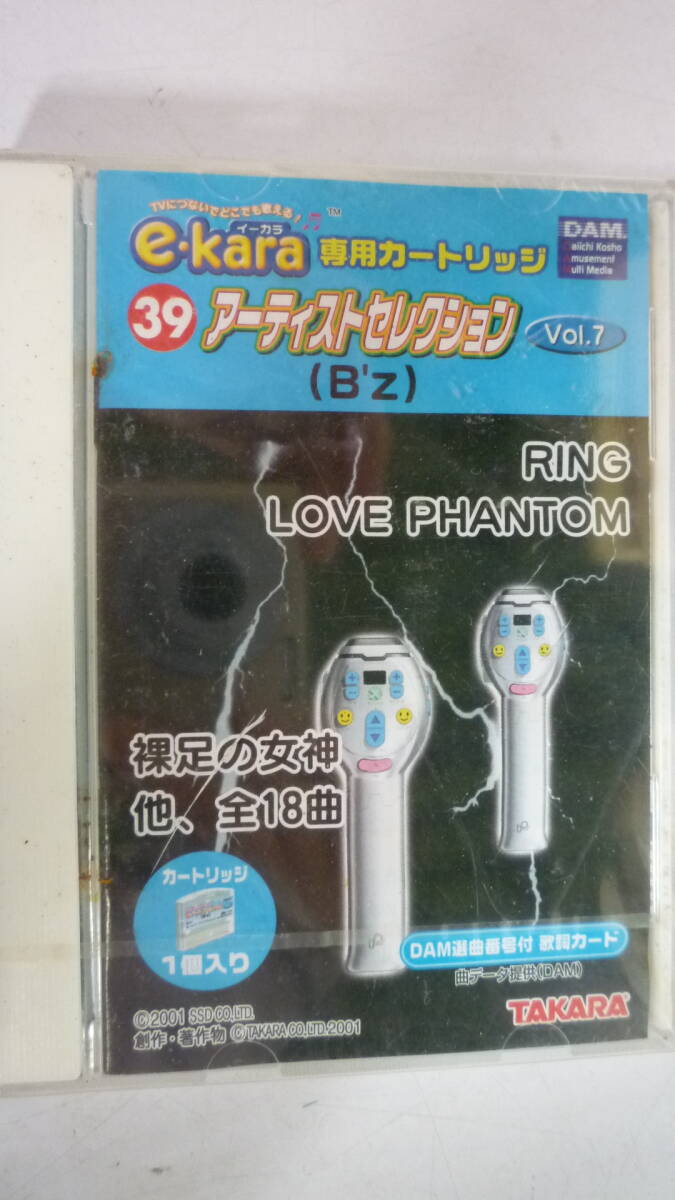 TVにつないでどこでも歌える!
TM
イーカラ
e-kara 専用カートリッジ
DAM.
aiichi Kosho
musement
ulti Media
39 アーティストセレクション Vol.7
(B'z)
RING
LOVE PHANTOM
裸足の女神
他、全18曲
カートリッジ
1個入り
DAM選曲番号付 歌詞カード
曲データ提供(DAM)
© 2001 SSD CO.,LTD.
創作・著作物 © TAKARA CO.,LTD.2001
TAKARA